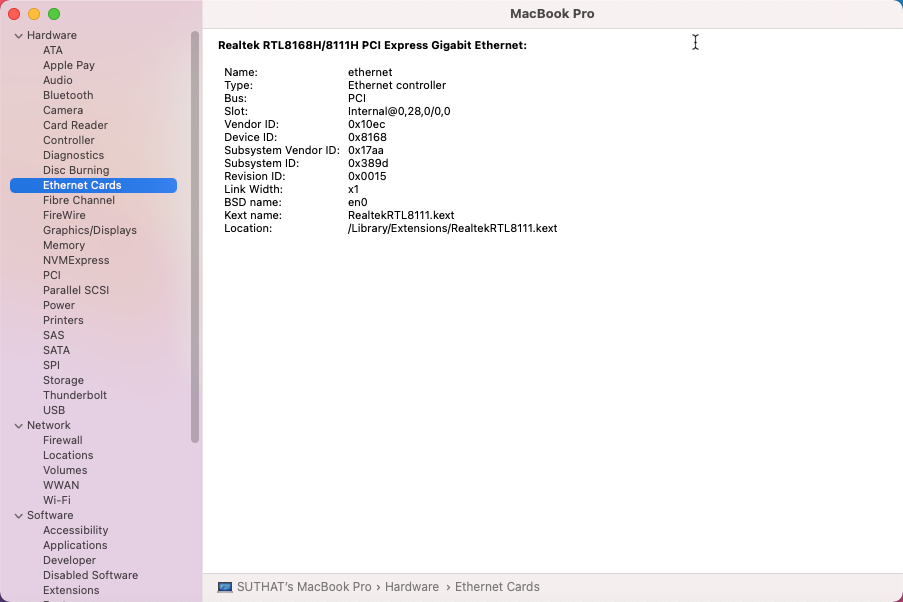 MacBook Pro
Hardware
ATA
Apple Pay
Audio
Bluetooth
Camera
Card Reader
Controller
Diagnostics
Disc Burning
Ethernet Cards
Fibre Channel
FireWire
Graphics/Displays
Memory
NVMExpress
PCI
Parallel SCSI
Power
Printers
SAS
SATA
SPI
Storage
Thunderbolt
USB
Network
Firewall
Locations
Volumes
WWAN
Wi-Fi
Software
Accessibility
Applications
Developer
Disabled Software
Extensions
Realtek RTL8168H/8111H PCI Express Gigabit Ethernet:
Name: ethernet
Type: Ethernet controller
Bus: PCI
Slot: Internal@0,28,0/0,0
Vendor ID: 0x10ec
Device ID: 0x8168
Subsystem Vendor ID: 0x17aa
Subsystem ID: 0x389d
Revision ID: 0x0015
Link Width: x1
BSD name: en0
Kext name: RealtekRTL8111.kext
Location: /Library/Extensions/RealtekRTL8111.kext
SUTHAT's MacBook Pro › Hardware › Ethernet Cards